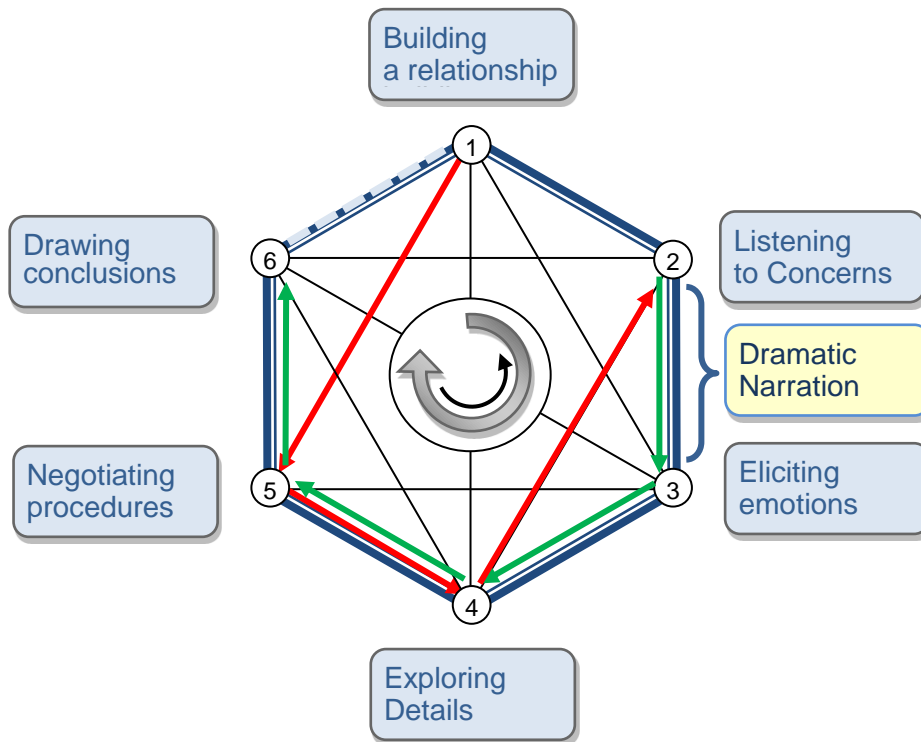 Building
a relationship
1
6
Drawing
conclusions
2
Listening
to Concerns
Dramatic
Narration
Negotiating
procedures
5
3
Eliciting
emotions
4
Exploring
Details